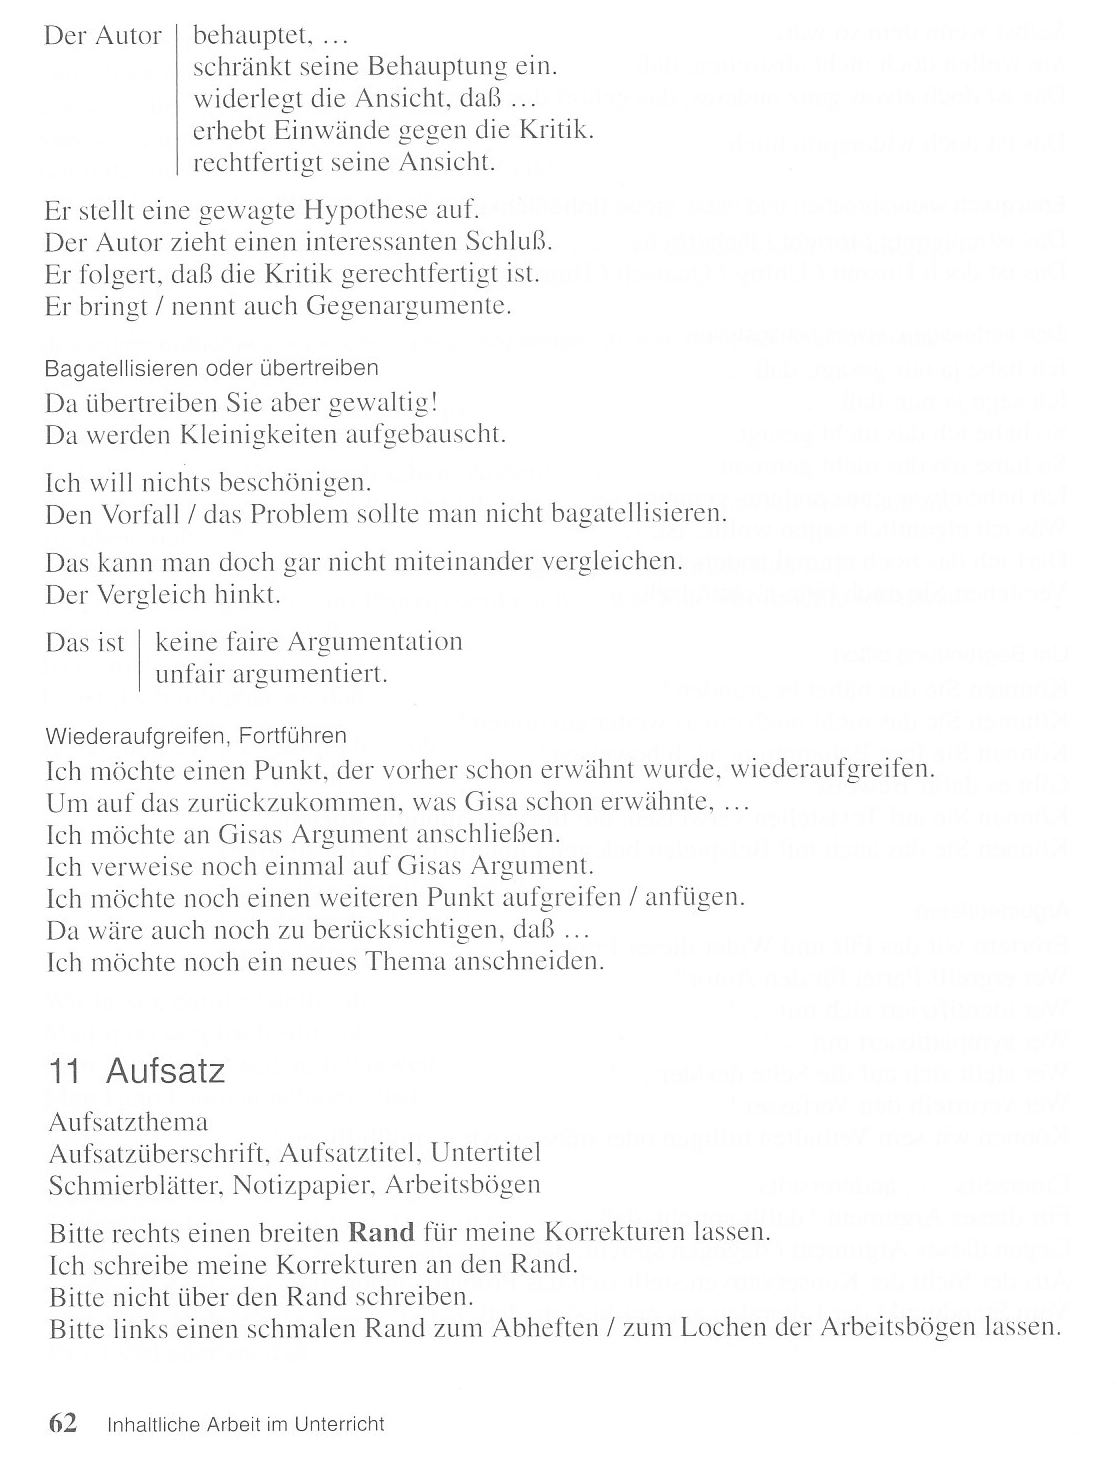 Der Autor behauptet, ...
schränkt seine Behauptung ein.
widerlegt die Ansicht, daß ...
erhebt Einwände gegen die Kritik.
rechtfertigt seine Ansicht.
Er stellt eine gewagte Hypothese auf.
Der Autor zieht einen interessanten Schluß.
Er folgert, daß die Kritik gerechtfertigt ist.
Er bringt / nennt auch Gegenargumente.
Bagatellisieren oder übertreiben
Da übertreiben Sie aber gewaltig!
Da werden Kleinigkeiten aufgebauscht.
Ich will nichts beschönigen.
Den Vorfall / das Problem sollte man nicht bagatellisieren.
Das kann man doch gar nicht miteinander vergleichen.
Der Vergleich hinkt.
Das ist keine faire Argumentation
unfair argumentiert.
Wiederaufgreifen, Fortführen
Ich möchte einen Punkt, der vorher schon erwähnt wurde, wiederaufgreifen.
Um auf das zurückzukommen, was Gisa schon erwähnte, ...
Ich möchte an Gisas Argument anschließen.
Ich verweise noch einmal auf Gisas Argument.
Ich möchte noch einen weiteren Punkt aufgreifen / anfügen.
Da wäre auch noch zu berücksichtigen, daß ...
Ich möchte noch ein neues Thema anschneiden.
11 Aufsatz
Aufsatzthema
Aufsatzüberschrift, Aufsatztitel, Untertitel
Schmierblätter, Notizpapier, Arbeitsbögen
Bitte rechts einen breiten Rand für meine Korrekturen lassen.
Ich schreibe meine Korrekturen an den Rand.
Bitte nicht über den Rand schreiben.
Bitte links einen schmalen Rand zum Abheften / zum Lochen der Arbeitsbögen lassen.
62 Inhaltliche Arbeit im Unterricht